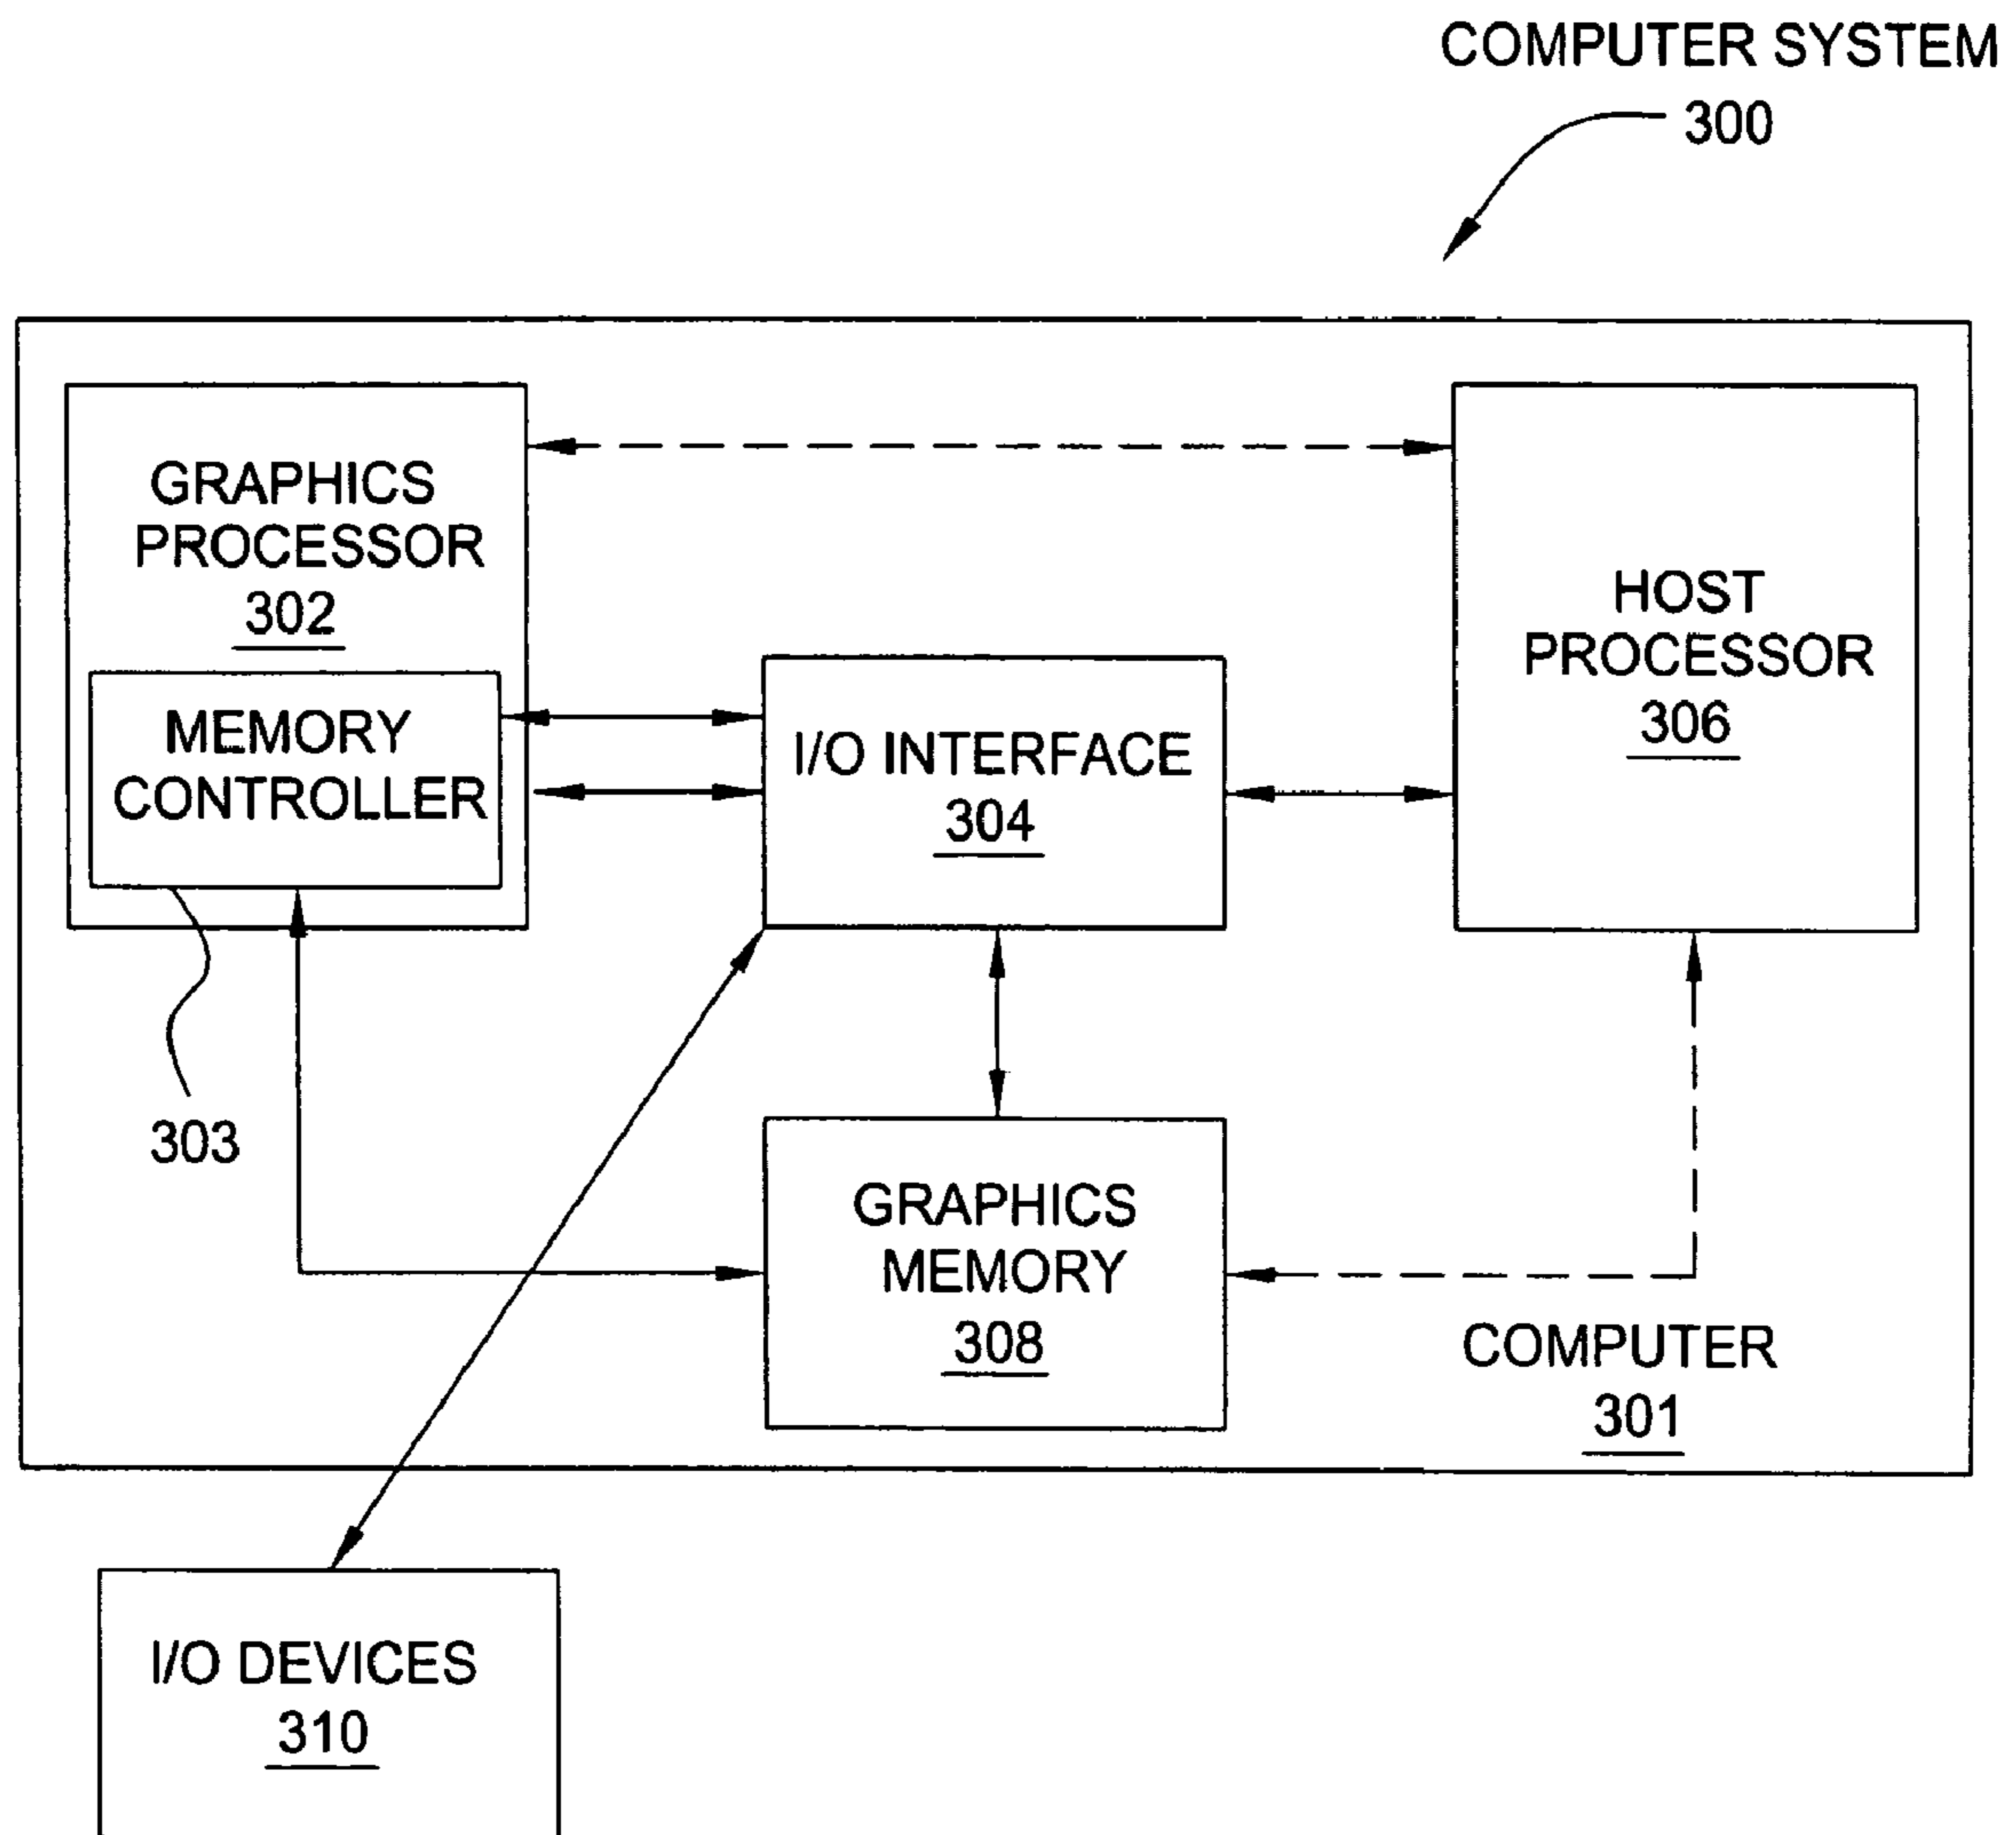 COMPUTER SYSTEM
300
GRAPHICS
PROCESSOR
302
MEMORY
CONTROLLER
303
I/O INTERFACE
304
HOST
PROCESSOR
306
GRAPHICS
MEMORY
308
COMPUTER
301
I/O DEVICES
310